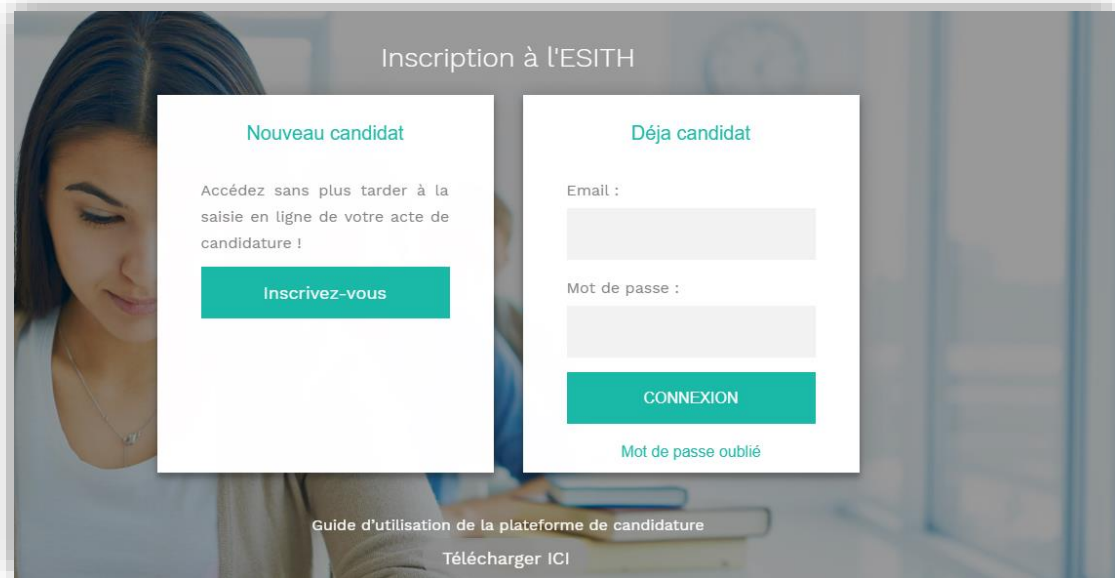 Inscription à l'ESITH
Nouveau candidat
Accédez sans plus tarder à la
saisie en ligne de votre acte de
candidature !
Inscrivez-vous
Déja candidat
Email :
Mot de passe :
CONNEXION
Mot de passe oublié
Guide d’utilisation de la plateforme de candidature
Télécharger ICI